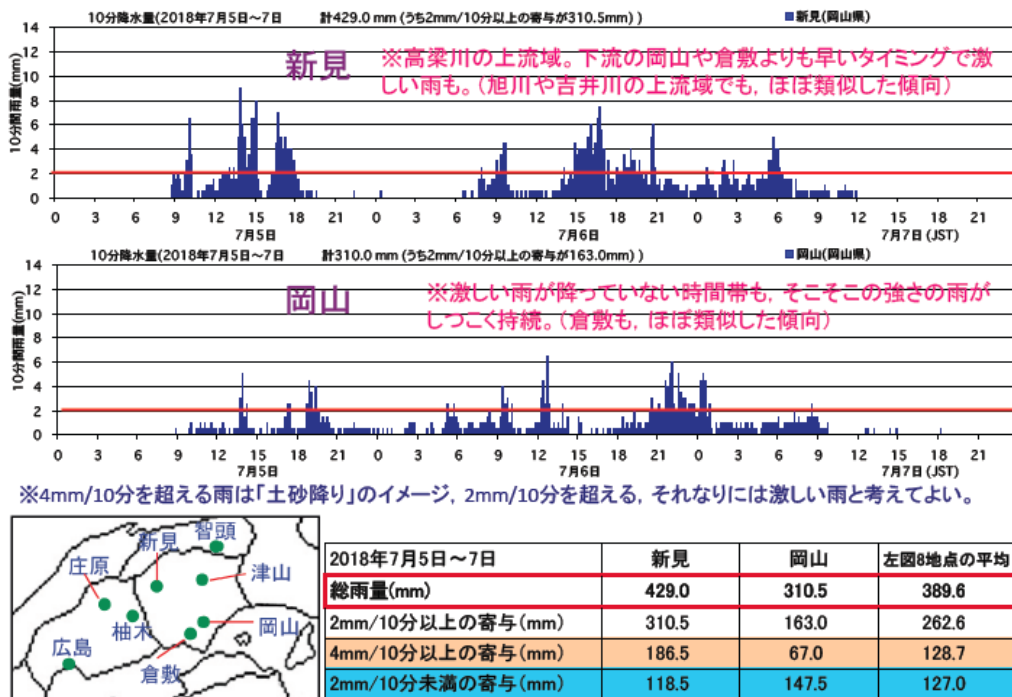 10分降水量(2018年7月5日～7日 計429.0 mm (うち2mm/10分以上の寄与が310.5mm) ) ■新見(岡山県)
新見
※高梁川の上流域。下流の岡山や倉敷よりも早いタイミングで激
しい雨も。(旭川や吉井川の上流域でも, ほぼ類似した傾向)
10分間雨量(mm)
14
12
10
8
6
4
2
0
0 3 6 9 12 15 18 21 0 3 6 9 12 15 18 21 0 3 6 9 12 15 18 21
7月5日 7月6日 7月7日 (JST)
10分降水量(2018年7月5日～7日 計310.0 mm (うち2mm/10分以上の寄与が163.0mm) ) ■岡山(岡山県)
岡山
※激しい雨が降っていない時間帯も, そこそこの強さの雨が
しつこく持続。(倉敷も, ほぼ類似した傾向)
10分間雨量(mm)
14
12
10
8
6
4
2
0
0 3 6 9 12 15 18 21 0 3 6 9 12 15 18 21 0 3 6 9 12 15 18 21
7月5日 7月6日 7月7日 (JST)
※4mm/10分を超える雨は「土砂降り」のイメージ, 2mm/10分を超える, それなりには激しい雨と考えてよい。
智頭
新見
庄原
津山
柚木
岡山
広島
倉敷
2018年7月5日～7日 新見 岡山 左図8地点の平均
総雨量(mm) 429.0 310.5 389.6
2mm/10分以上の寄与(mm) 310.5 163.0 262.6
4mm/10分以上の寄与(mm) 186.5 67.0 128.7
2mm/10分未満の寄与(mm) 118.5 147.5 127.0